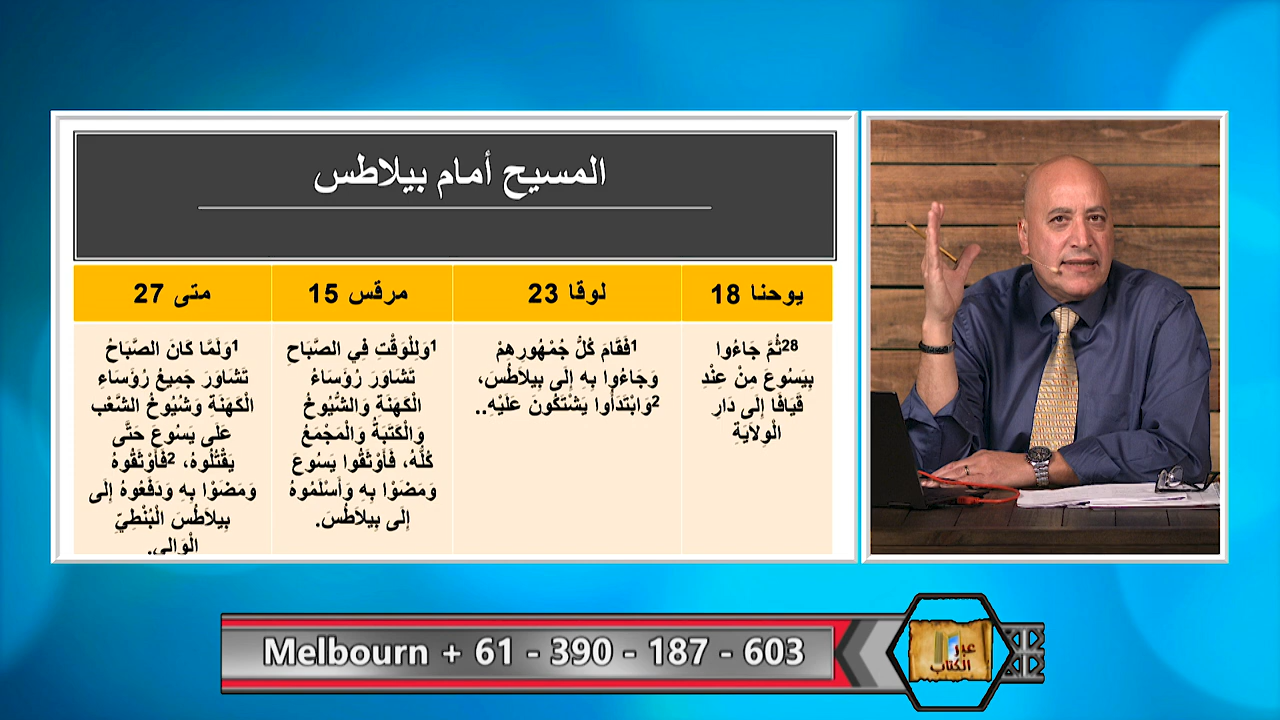 المسيح أمام بيلاطس
يوحنا 18
28ثُمَّ جَاءُوا
بِيَسُوعَ مِنْ عِنْدِ
قَيَافَا إِلَى دَارِ
الْوِلاَيَةِ
لوقا 23
1فَقَامَ كُلُّ جُمْهُورِهِمْ
وَجَاءُوا بِهِ إِلَى بِيلاَطُسَ،
2وَابْتَدَأُوا يَشْتَكُونَ عَلَيْهِ..
مرقس 15
1وَلِلْوَقْتِ فِي الصَّبَاحِ
تَشَاوَرَ رُؤَسَاءُ
الْكَهَنَةِ وَالشُّيُوخُ
وَالْكَتَبَةُ وَالْمَجْمَعُ
كُلُّهُ، فَأَوْثَقُوا يَسُوعَ
وَمَضَوْا بِهِ وَأَسْلَمُوهُ
إِلَى بِيلاَطُسَ.
متى 27
1وَلَمَّا كَانَ الصَّبَاحُ
تَشَاوَرَ جَمِيعُ رُؤَسَاءِ
الْكَهَنَةِ وَشُيُوخُ الشَّعْبِ
عَلَى يَسُوعَ حَتَّى
يَقْتُلُوهُ، 2فَأَوْثَقُوهُ
وَمَضَوْا بِهِ وَدَفَعُوهُ إِلَى
بِيلاَطُسَ الْبُنْطِيِّ
الْوَالِي.
Melbourn + 61 - 390 - 187 - 603
عبر
الكتاب